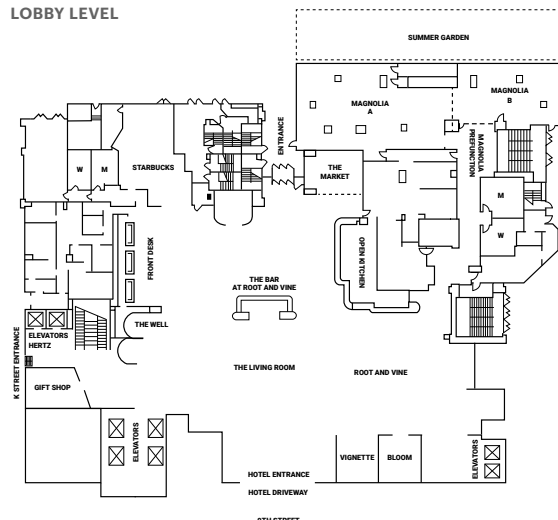 LOBBY LEVEL
SUMMER GARDEN
MAGNOLIA
A
MAGNOLIA
B
ENTRANCE
MAGNOLIA
PREFUNCTION
W
M
STARBUCKS
THE
MARKET
M
W
FRONT DESK
OPEN KITCHEN
THE BAR
AT ROOT AND VINE
THE WELL
ELEVATORS
HERTZ
K STREET ENTRANCE
THE LIVING ROOM
ROOT AND VINE
GIFT SHOP
ELEVATORS
VIGNETTE
BLOOM
ELEVATORS
HOTEL ENTRANCE
HOTEL DRIVEWAY